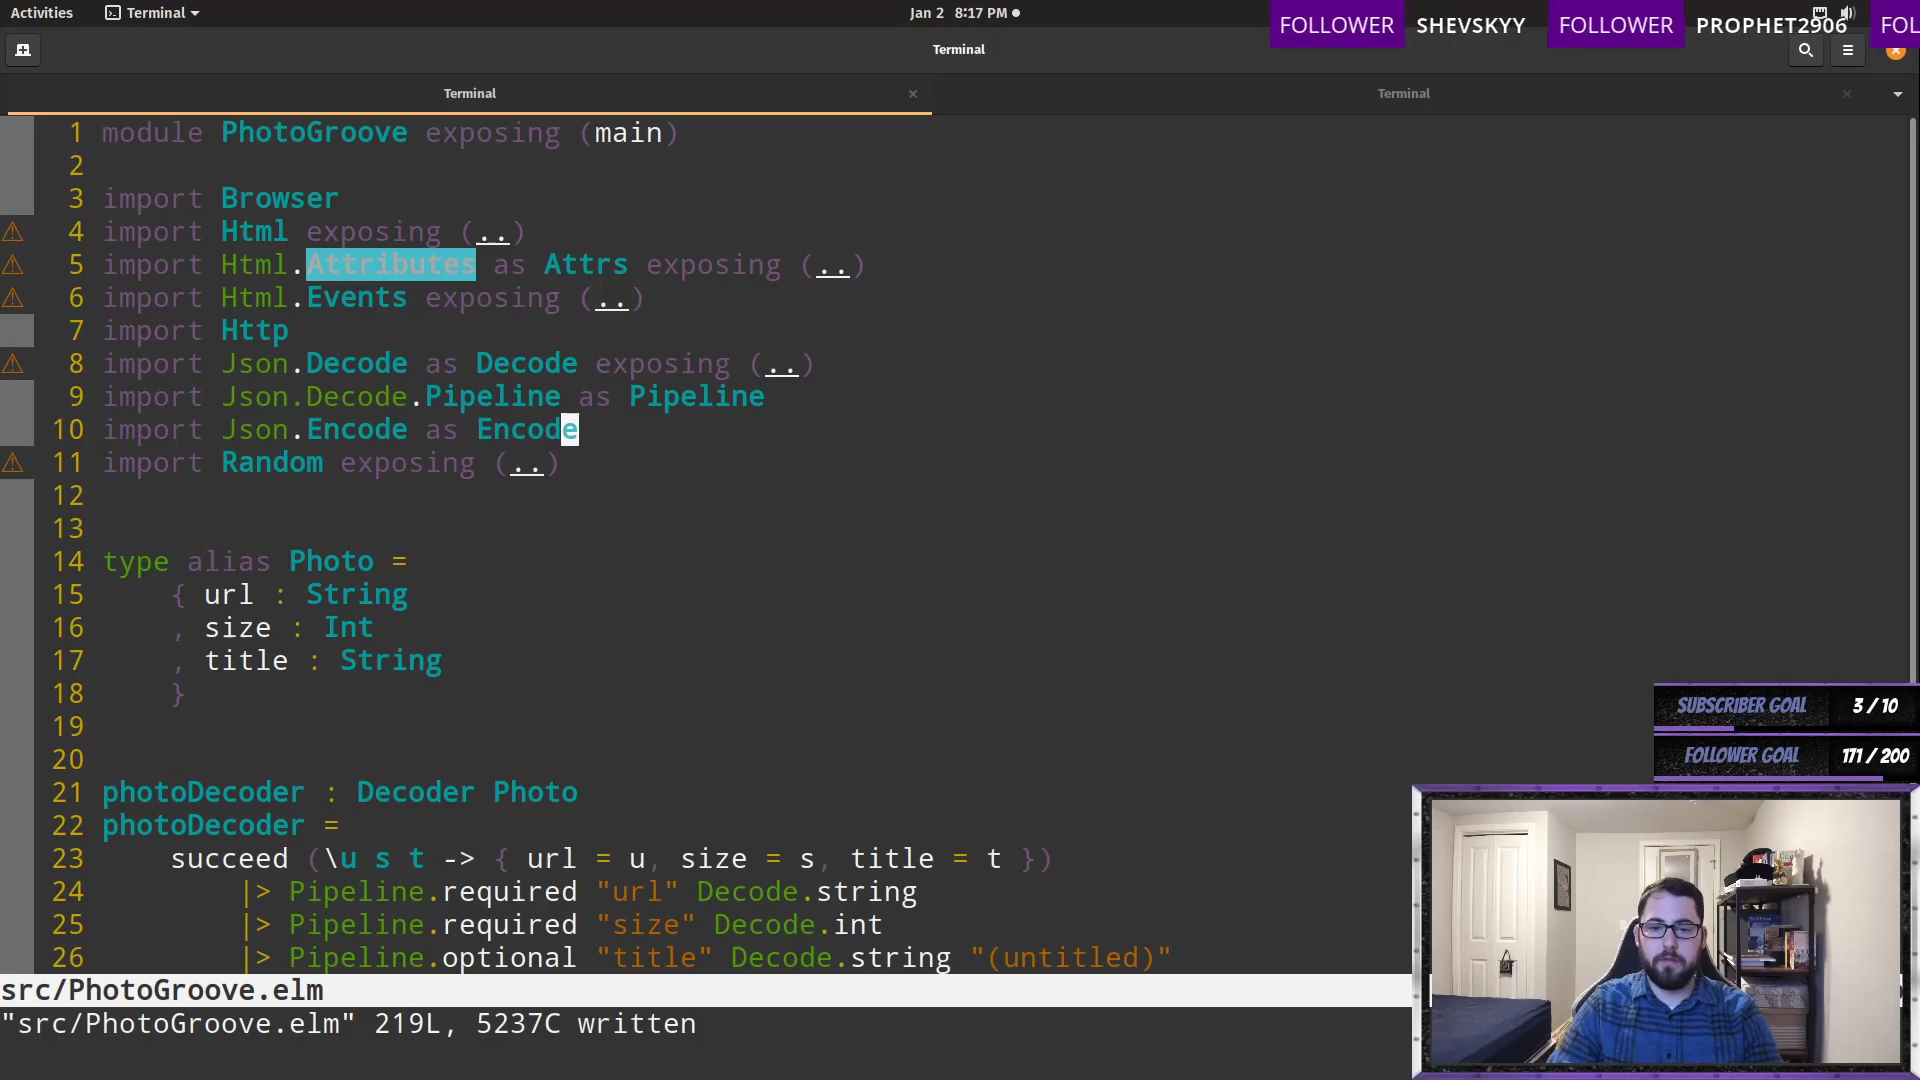 Activities Terminal Jan 2 8:17 PM
FOLLOWER SHEVSKYY FOLLOWER PROPHET2906 FOL
Terminal
Terminal Terminal
1 module PhotoGroove exposing (main)
2
3 import Browser
4 import Html exposing (..)
5 import Html.Attributes as Attrs exposing (..)
6 import Html.Events exposing (..)
7 import Http
8 import Json.Decode as Decode exposing (..)
9 import Json.Decode.Pipeline as Pipeline
10 import Json.Encode as Encode
11 import Random exposing (..)
12
13
14 type alias Photo =
15     { url : String
16     , size : Int
17     , title : String
18     }
19
20
21 photoDecoder : Decoder Photo
22 photoDecoder =
23     succeed (\u s t -> { url = u, size = s, title = t })
24         |> Pipeline.required "url" Decode.string
25         |> Pipeline.required "size" Decode.int
26         |> Pipeline.optional "title" Decode.string "(untitled)"
src/PhotoGroove.elm
"src/PhotoGroove.elm" 219L, 5237C written
SUBSCRIBER GOAL 3 / 10
FOLLOWER GOAL 171 / 200